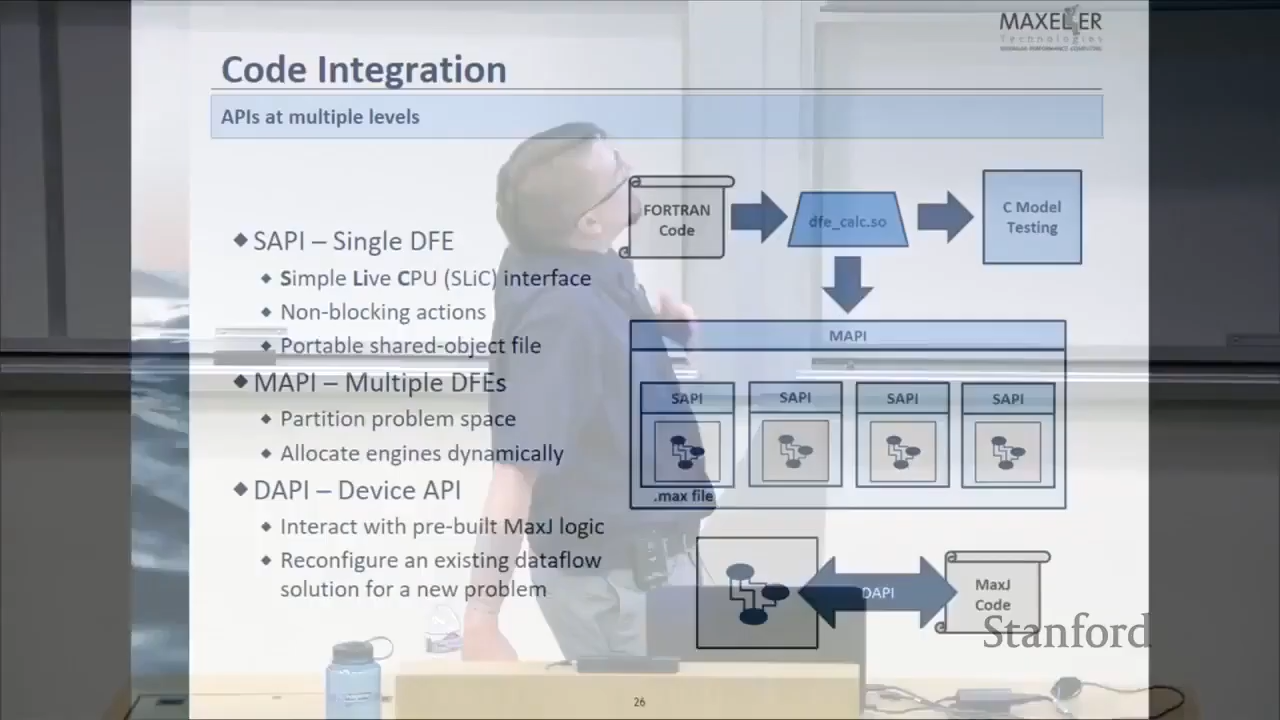 MAXELER
Technologies
MAXIMUM PERFORMANCE COMPUTING
Code Integration
APIs at multiple levels
SAPI – Single DFE
Simple Live CPU (SLiC) interface
Non-blocking actions
Portable shared-object file
MAPI – Multiple DFEs
Partition problem space
Allocate engines dynamically
DAPI – Device API
Interact with pre-built MaxJ logic
Reconfigure an existing dataflow
solution for a new problem
FORTRAN
Code
dfe_calc.so
C Model
Testing
MAPI
SAPI
SAPI
SAPI
SAPI
.max file
DAPI
MaxJ
Code
Stanford
26